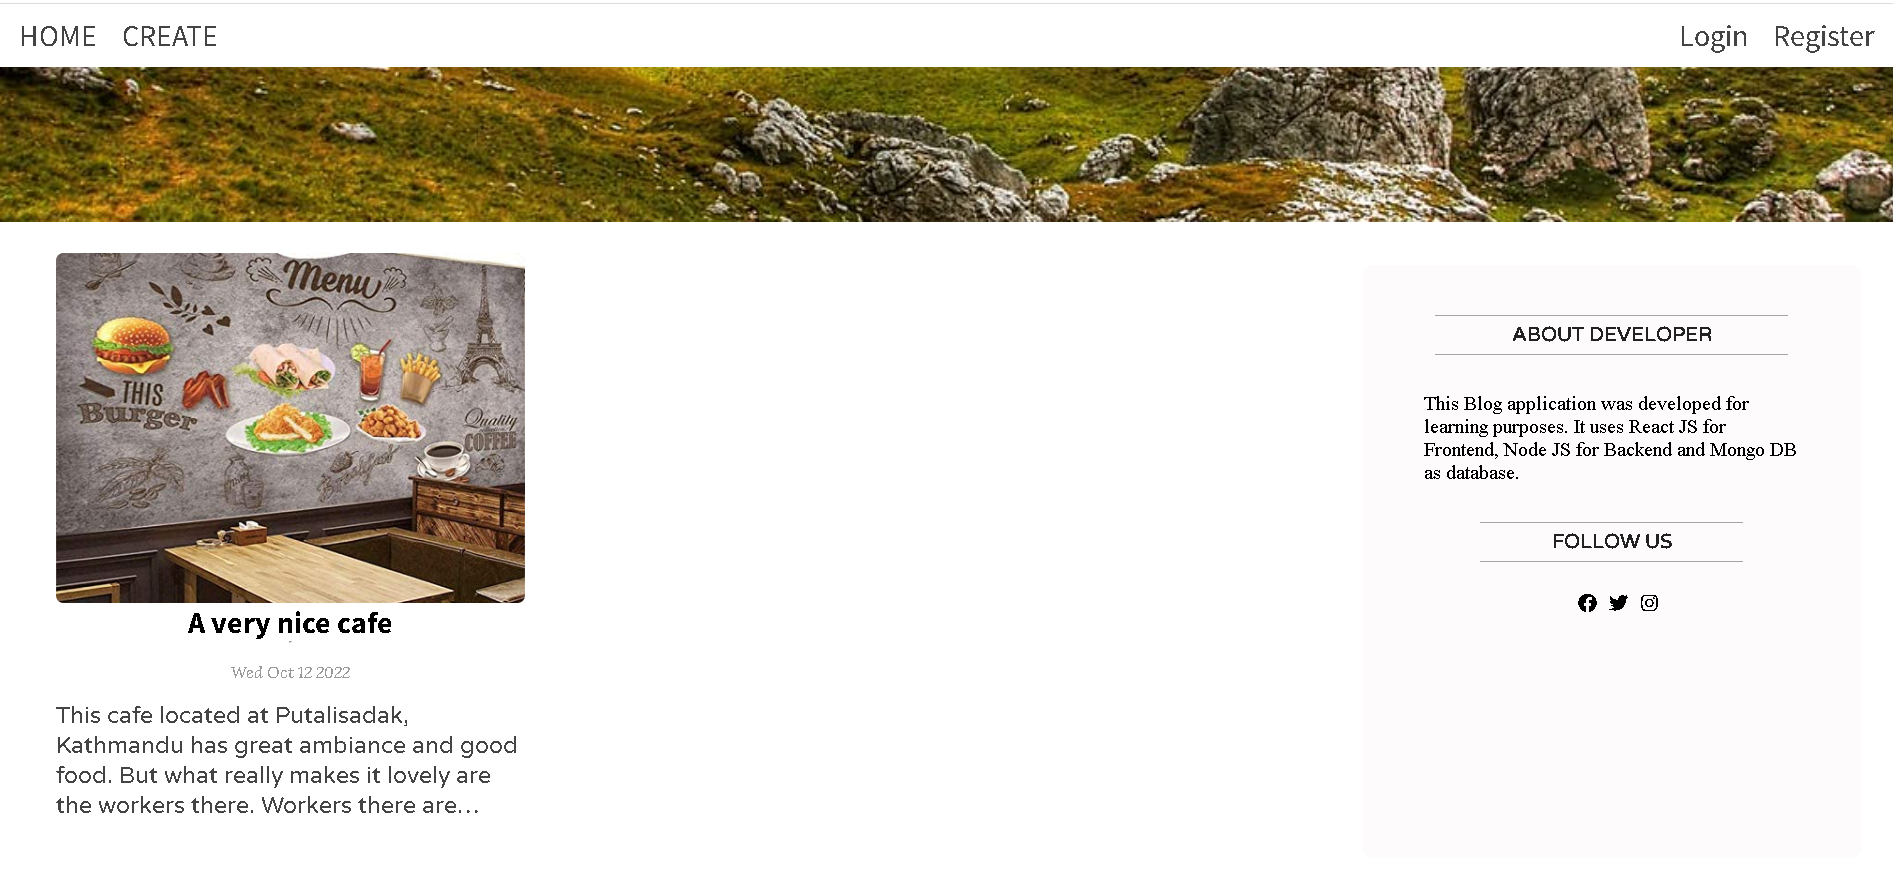 HOME CREATE
Login Register
Menu
THIS
Burger
Quality
COFFEE
Breakfast
A very nice cafe
Wed Oct 12 2022
This cafe located at Putalisadak,
Kathmandu has great ambiance and good
food. But what really makes it lovely are
the workers there. Workers there are...
ABOUT DEVELOPER
This Blog application was developed for
learning purposes. It uses React JS for
Frontend, Node JS for Backend and Mongo DB
as database.
FOLLOW US